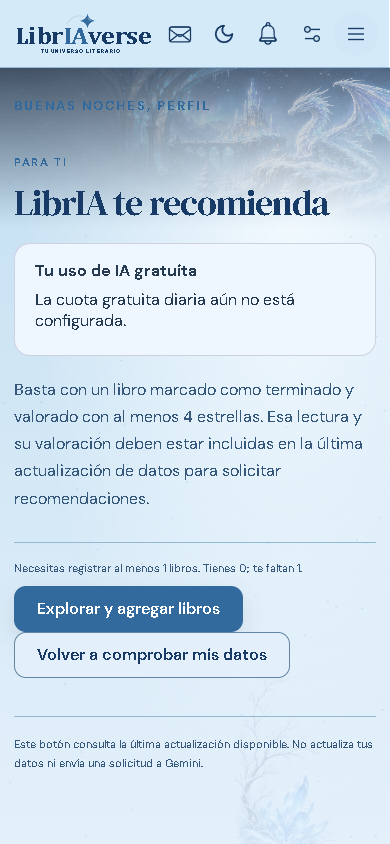 LibrIAverse
TU UNIVERSO LITERARIO
BUENAS NOCHES, PERFIL
PARA TI
LibrIA te recomienda
Tu uso de IA gratuita
La cuota gratuita diaria aún no está
configurada.
Basta con un libro marcado como terminado y
valorado con al menos 4 estrellas. Esa lectura y
su valoración deben estar incluidas en la última
actualización de datos para solicitar
recomendaciones.
Necesitas registrar al menos 1 libros. Tienes 0; te faltan 1.
Explorar y agregar libros
Volver a comprobar mis datos
Este botón consulta la última actualización disponible. No actualiza tus
datos ni envía una solicitud a Gemini.